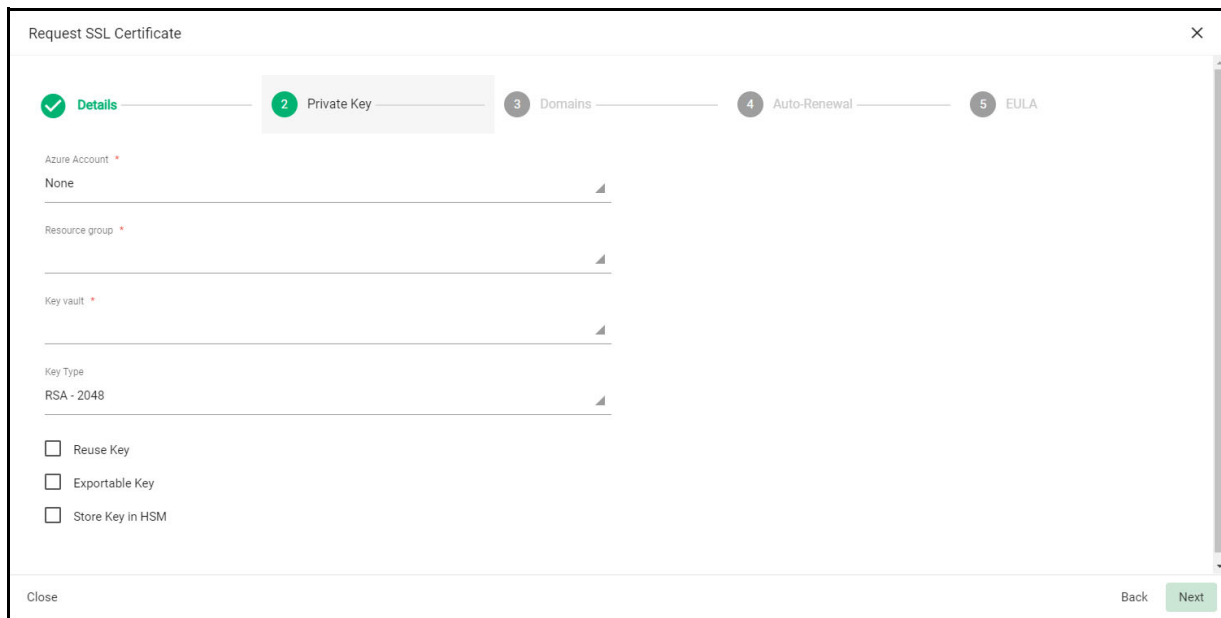 Request SSL Certificate
Details
2 Private Key
3 Domains
4 Auto-Renewal
5 EULA
Azure Account *
None
Resource group *
Key vault *
Key Type
RSA - 2048
Reuse Key
Exportable Key
Store Key in HSM
Close Back Next